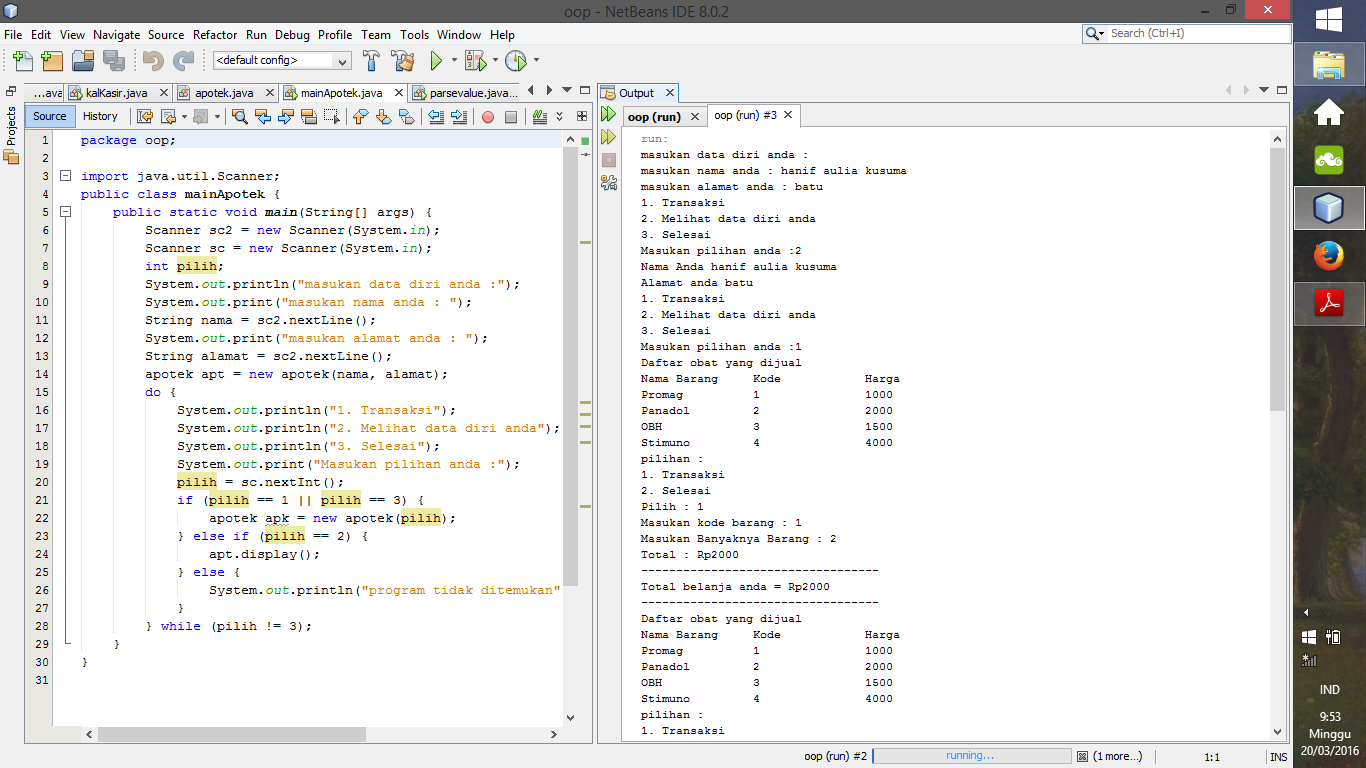 oop - NetBeans IDE 8.0.2
File Edit View Navigate Source Refactor Run Debug Profile Team Tools Window Help
Search (Ctrl+I)
<default config>
...ava kalKasir.java apotek.java mainApotek.java parsevalue.java...
Source History
Projects
1 package oop;
2
3 import java.util.Scanner;
4 public class mainApotek {
5 public static void main(String[] args) {
6 Scanner sc2 = new Scanner(System.in);
7 Scanner sc = new Scanner(System.in);
8 int pilih;
9 System.out.println("masukan data diri anda :");
10 System.out.print("masukan nama anda : ");
11 String nama = sc2.nextLine();
12 System.out.print("masukan alamat anda : ");
13 String alamat = sc2.nextLine();
14 apotek apt = new apotek(nama, alamat);
15 do {
16 System.out.println("1. Transaksi");
17 System.out.println("2. Melihat data diri anda");
18 System.out.println("3. Selesai");
19 System.out.print("Masukan pilihan anda :");
20 pilih = sc.nextInt();
21 if (pilih == 1 || pilih == 3) {
22 apotek apk = new apotek(pilih);
23 } else if (pilih == 2) {
24 apt.display();
25 } else {
26 System.out.println("program tidak ditemukan"
27 }
28 } while (pilih != 3);
29 }
30 }
31
Output
oop (run) oop (run) #3
run:
masukan data diri anda :
masukan nama anda : hanif aulia kusuma
masukan alamat anda : batu
1. Transaksi
2. Melihat data diri anda
3. Selesai
Masukan pilihan anda :2
Nama Anda hanif aulia kusuma
Alamat anda batu
1. Transaksi
2. Melihat data diri anda
3. Selesai
Masukan pilihan anda :1
Daftar obat yang dijual
Nama Barang Kode Harga
Promag 1 1000
Panadol 2 2000
OBH 3 1500
Stimuno 4 4000
pilihan :
1. Transaksi
2. Selesai
Pilih : 1
Masukan kode barang : 1
Masukan Banyaknya Barang : 2
Total : Rp2000
----------------------------------
Total belanja anda = Rp2000
----------------------------------
Daftar obat yang dijual
Nama Barang Kode Harga
Promag 1 1000
Panadol 2 2000
OBH 3 1500
Stimuno 4 4000
pilihan :
1. Transaksi
oop (run) #2 running... (1 more...) 1:1 INS
IND
9:53
Minggu
20/03/2016